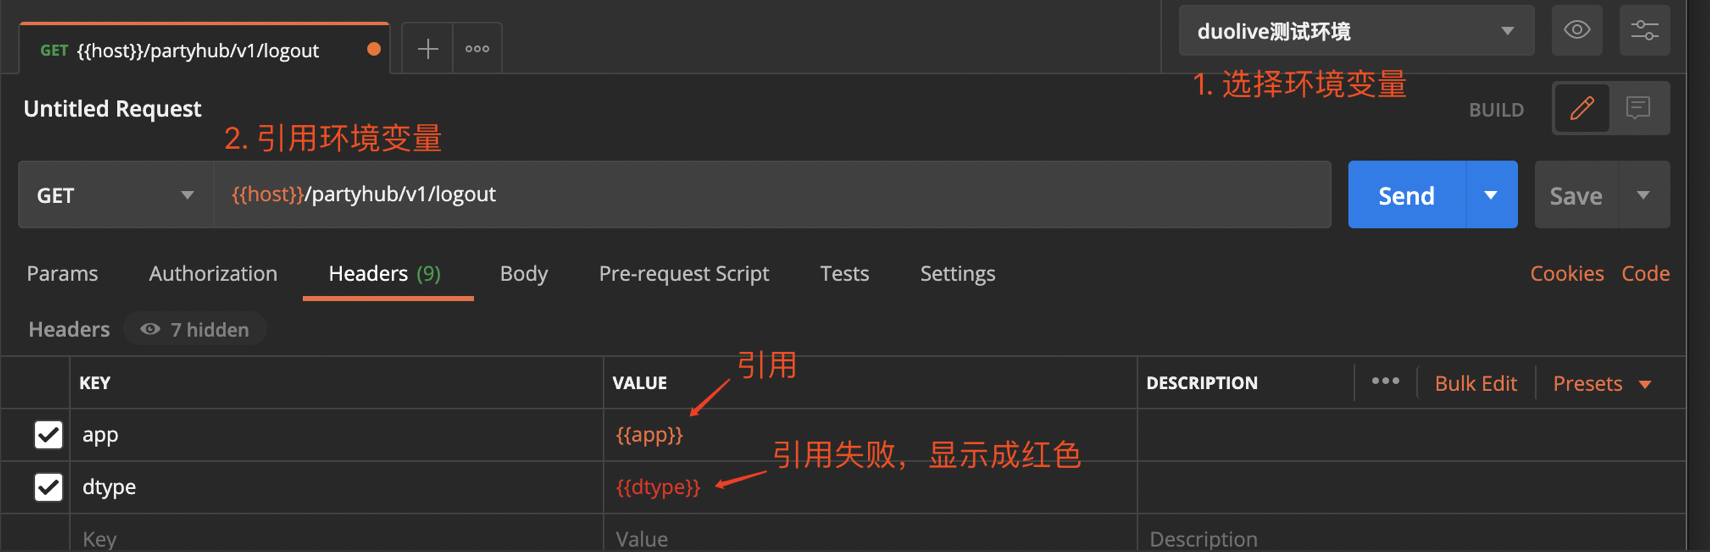 GET {{host}}/partyhub/v1/logout
duolive测试环境
1. 选择环境变量
Untitled Request
BUILD
2. 引用环境变量
GET {{host}}/partyhub/v1/logout Send Save
Params Authorization Headers (9) Body Pre-request Script Tests Settings Cookies Code
Headers 7 hidden
引用
KEY VALUE DESCRIPTION Bulk Edit Presets
app {{app}}
引用失败，显示成红色
dtype {{dtype}}
Key Value Description